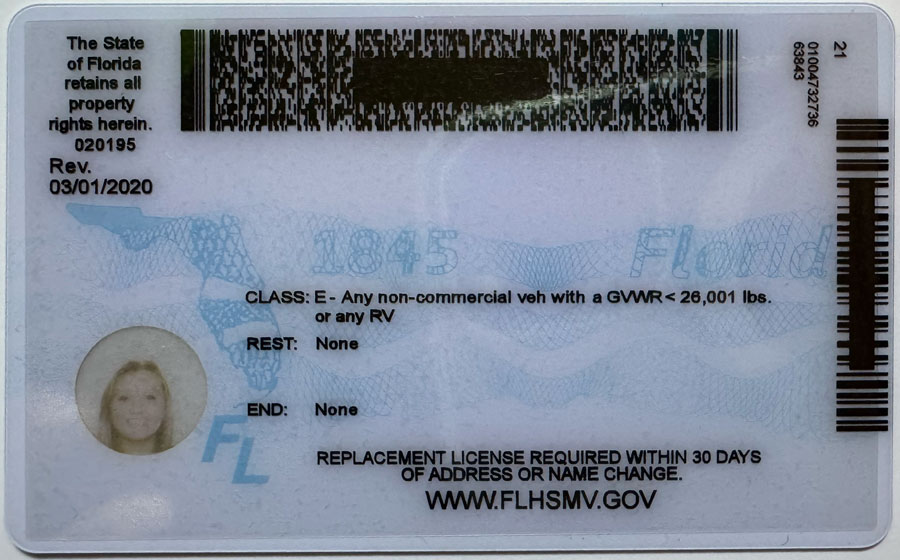 The State
of Florida
retains all
property
rights herein.
020195
Rev.
03/01/2020
21
01004732736
63843
1845
Florid
CLASS: E - Any non-commercial veh with a GVWR < 26,001 lbs.
or any RV
REST: None
END: None
FL
REPLACEMENT LICENSE REQUIRED WITHIN 30 DAYS
OF ADDRESS OR NAME CHANGE.
WWW.FLHSMV.GOV